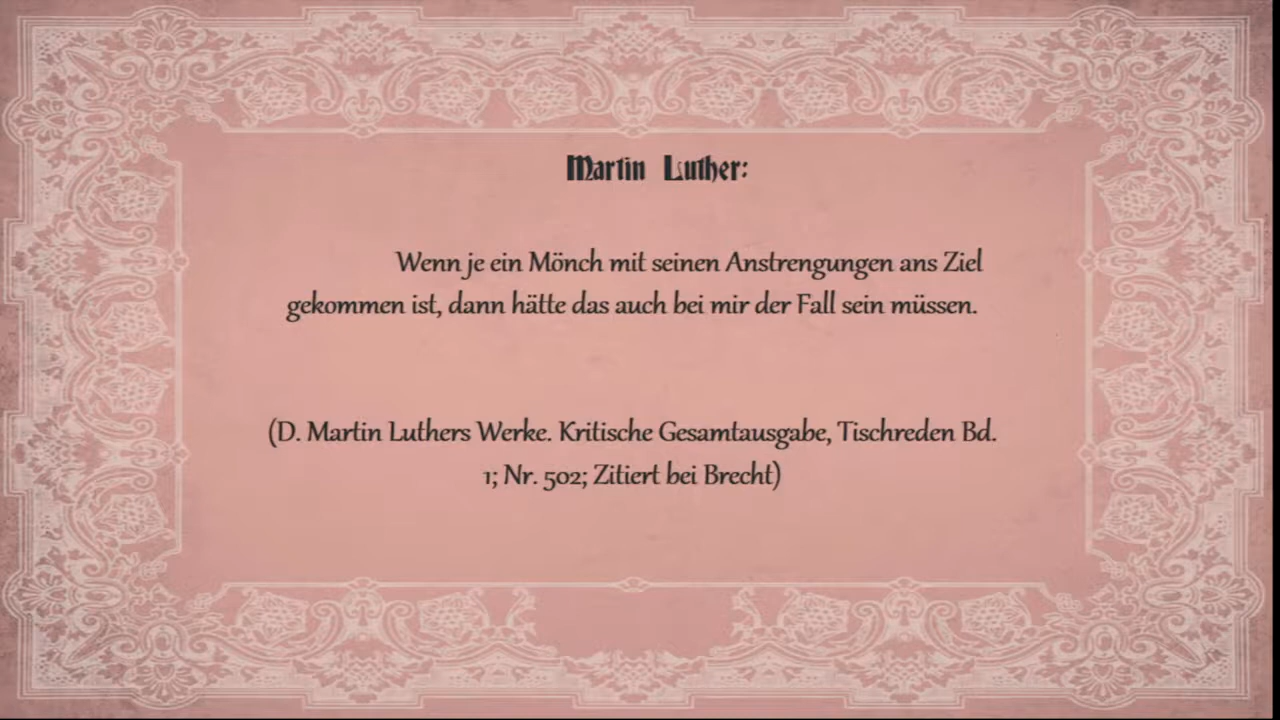 Martin Luther:
Wenn je ein Mönch mit seinen Anstrengungen ans Ziel
gekommen ist, dann hätte das auch bei mir der Fall sein müssen.
(D. Martin Luthers Werke. Kritische Gesamtausgabe, Tischreden Bd.
1; Nr. 502; Zitiert bei Brecht)